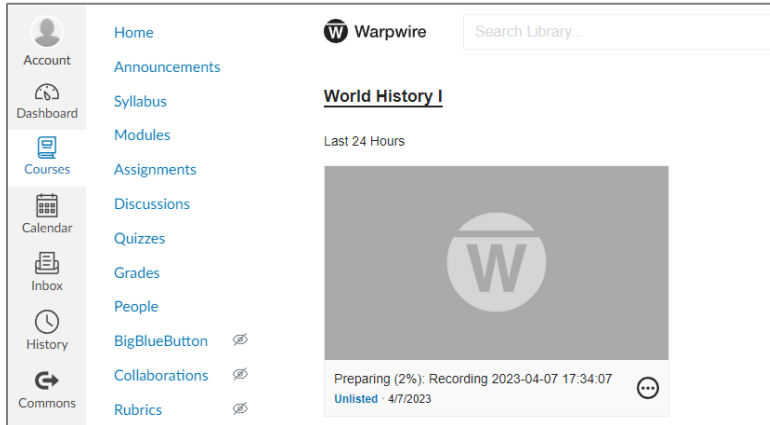 Account
Dashboard
Courses
Calendar
Inbox
History
Commons
Home
Announcements
Syllabus
Modules
Assignments
Discussions
Quizzes
Grades
People
BigBlueButton
Collaborations
Rubrics
W Warpwire
Search Library...
World History I
Last 24 Hours
W
Preparing (2%): Recording 2023-04-07 17:34:07
Unlisted · 4/7/2023